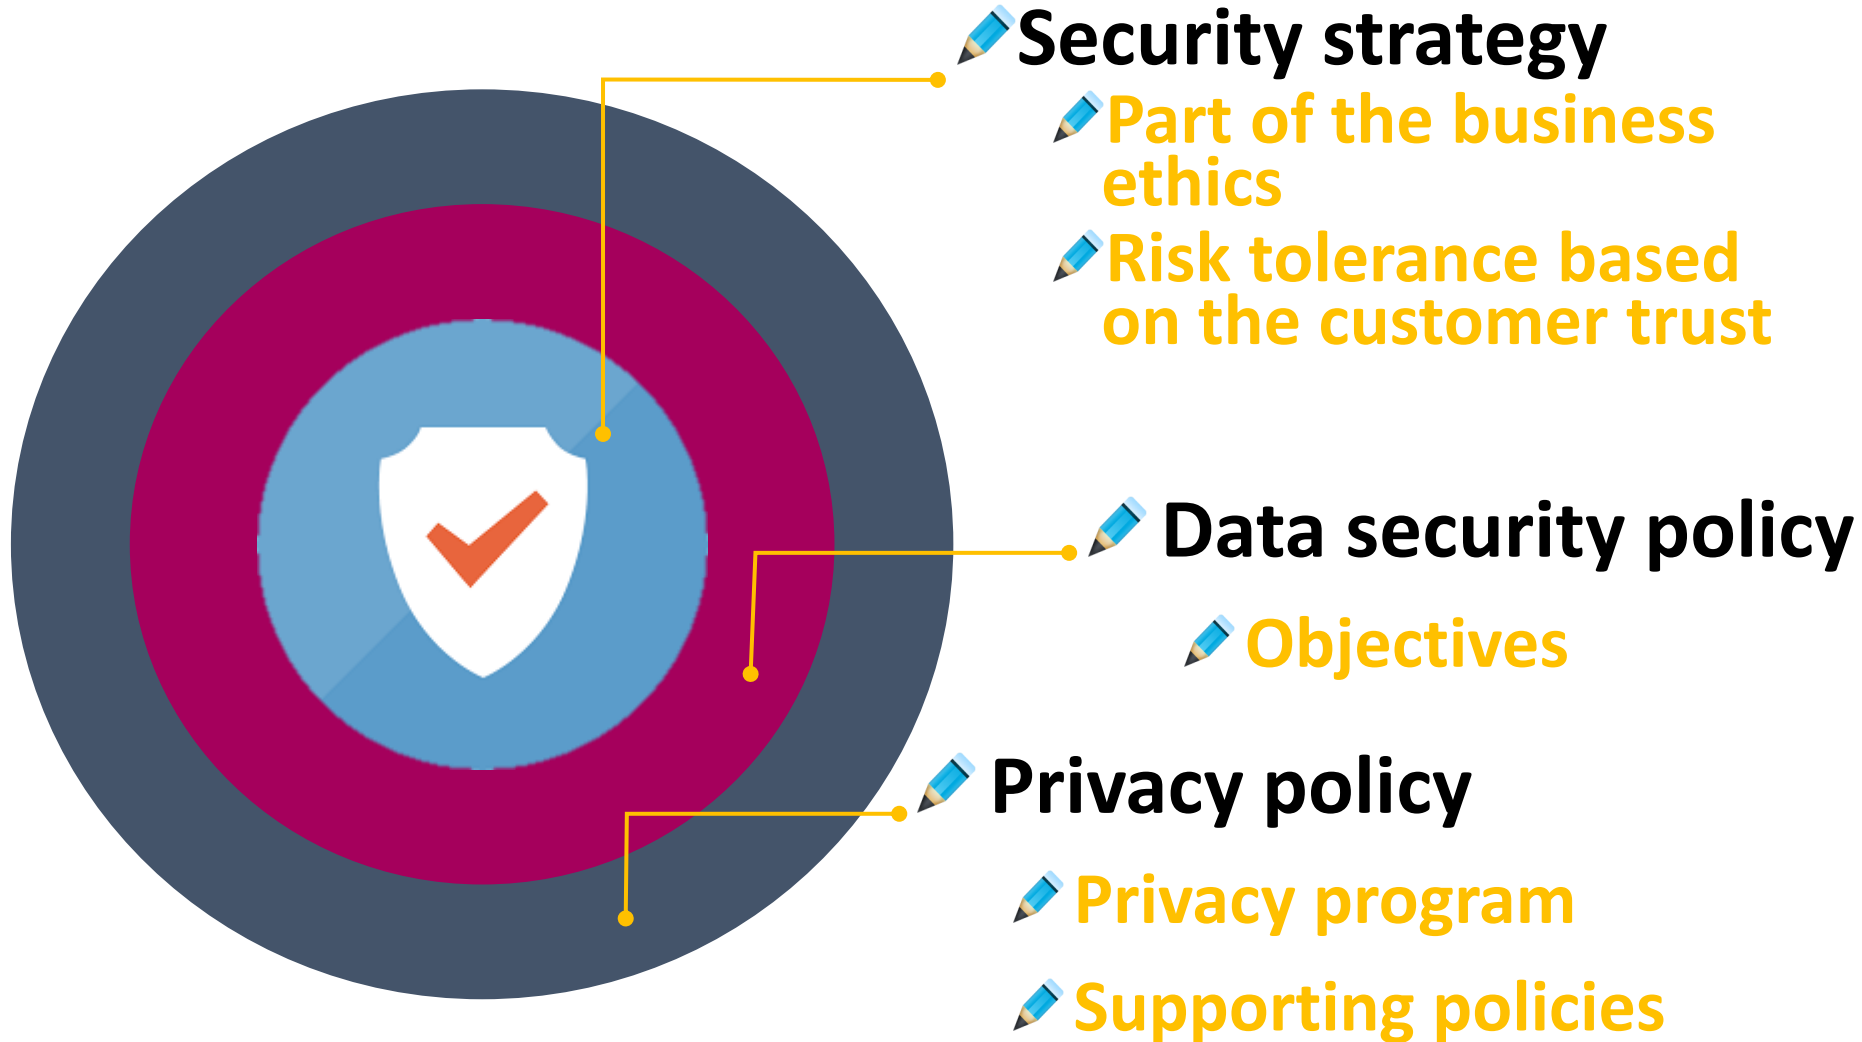 Security strategy
Part of the business
ethics
Risk tolerance based
on the customer trust
Data security policy
Objectives
Privacy policy
Privacy program
Supporting policies